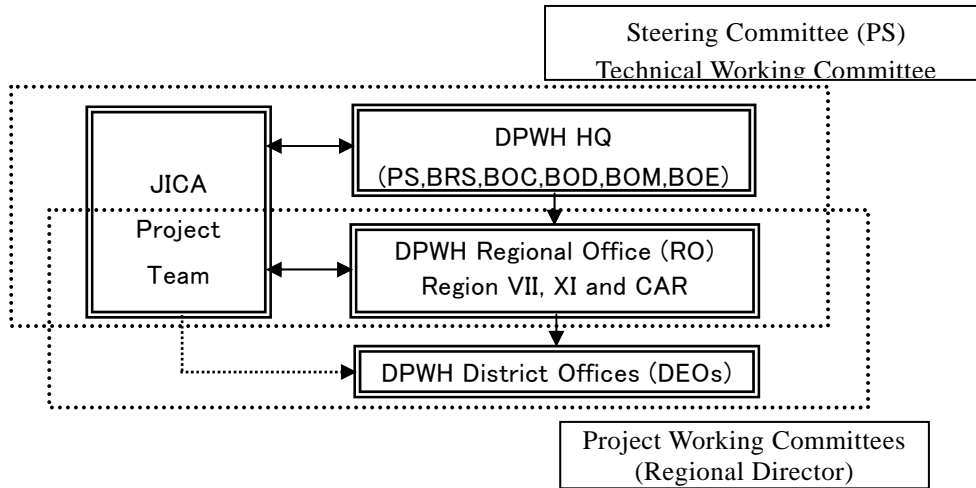 Steering Committee (PS)
Technical Working Committee
DPWH HQ
(PS,BRS,BOC,BOD,BOM,BOE)
JICA
Project
Team
DPWH Regional Office (RO)
Region VII, XI and CAR
DPWH District Offices (DEOs)
Project Working Committees
(Regional Director)